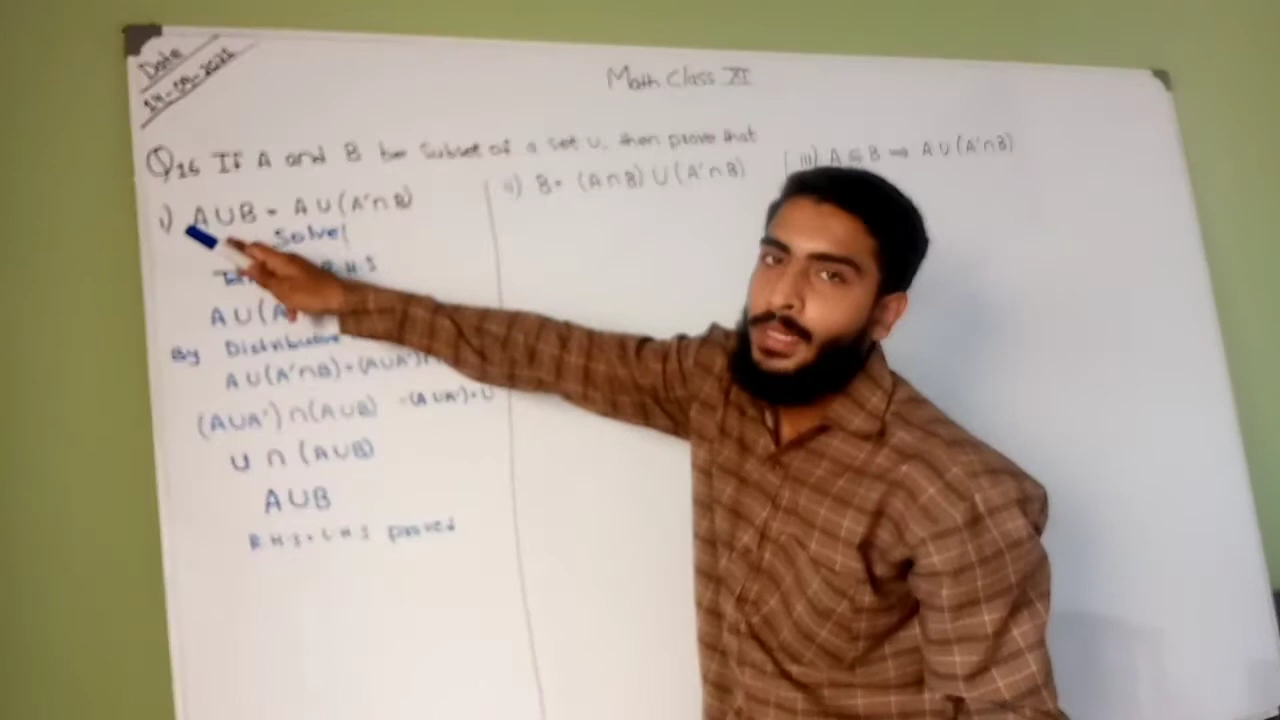 Date
14-09-2021
Math Class XI
Q16 If A and B be Subset of a set U, then prove that
i) A∪B = A∪(A'∩B)
Solve
R.H.S
A∪(A
By Distributive
A∪(A'∩B)=(A∪A')∩
(A∪A')∩(A∪B) ∵(A∪A')=U
U ∩ (A∪B)
A∪B
R.H.S=L.H.S proved
ii) B= (A∩B)∪(A'∩B)
iii) A⊆B ⇒ A∪(A'∩B)